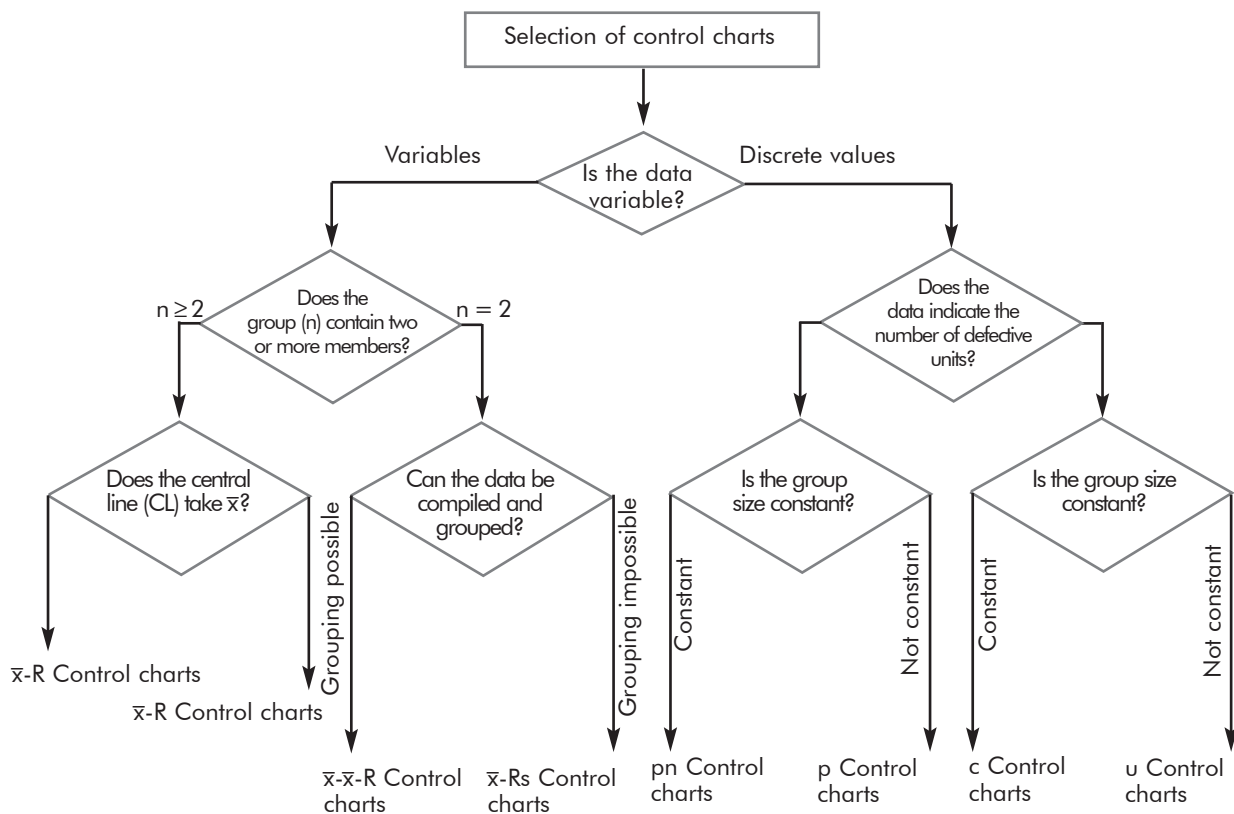 Selection of control charts
Variables
Discrete values
Is the data
variable?
n ≥ 2
Does the
group (n) contain two
or more members?
n = 2
Does the
data indicate the
number of defective
units?
Does the central
line (CL) take x̅?
Can the data be
compiled and
grouped?
Is the group
size constant?
Is the group size
constant?
Grouping possible
Grouping impossible
Constant
Not constant
Constant
Not constant
x̅-R Control charts
x̅-R Control charts
x̅-x̅-R Control
charts
x̅-Rs Control
charts
pn Control
charts
p Control
charts
c Control
charts
u Control
charts